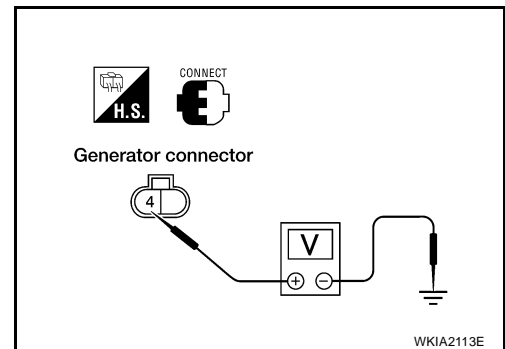 H.S.
CONNECT
Generator connector
4
V
+ −
WKIA2113E